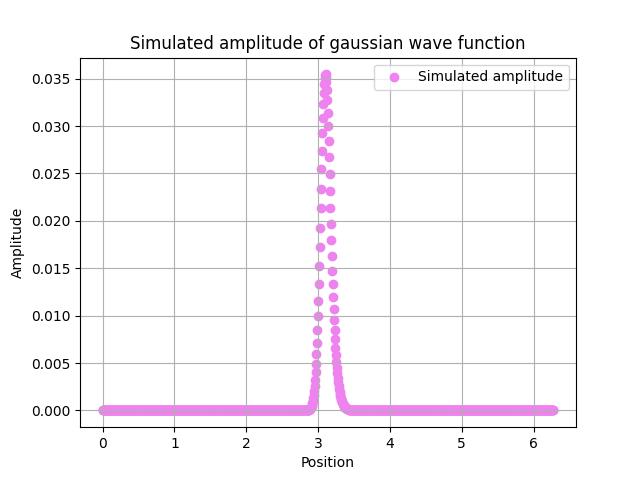 Simulated amplitude of gaussian wave function
Simulated amplitude
0.035
0.030
0.025
0.020
0.015
0.010
0.005
0.000
Amplitude
0 1 2 3 4 5 6
Position